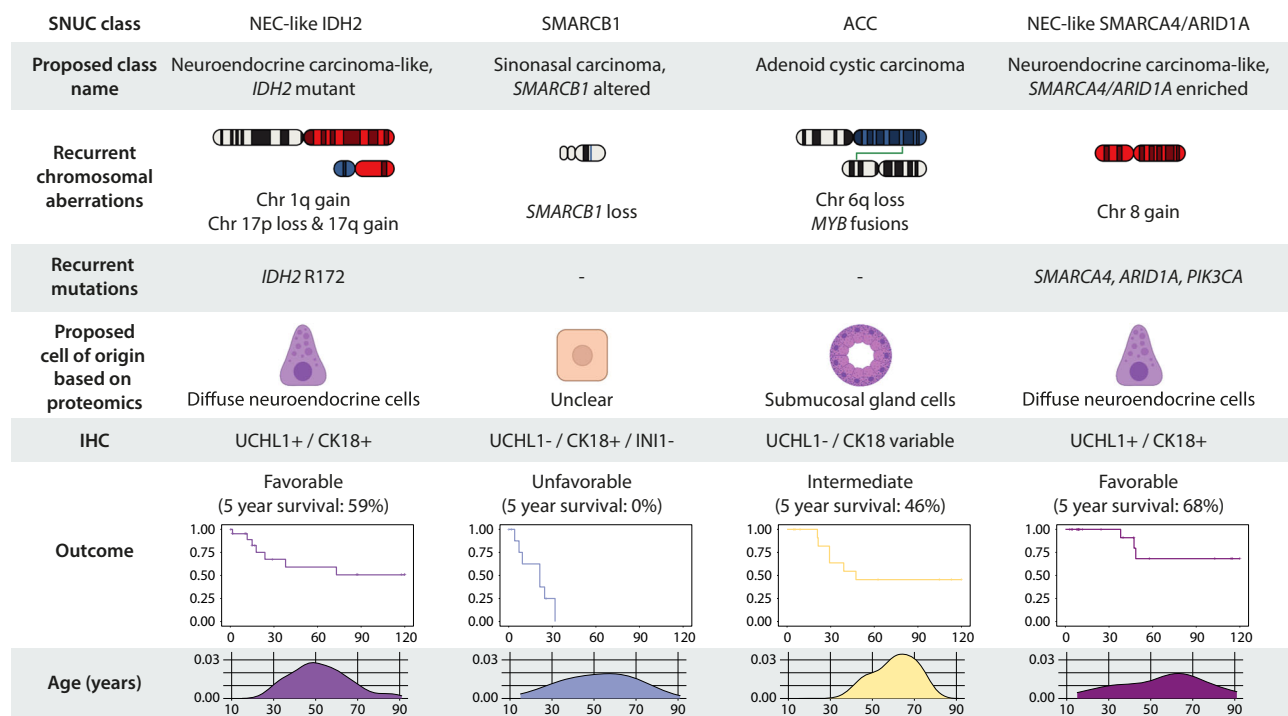 SNUC class NEC-like IDH2 SMARCB1 ACC NEC-like SMARCA4/ARID1A
Proposed class name
Neuroendocrine carcinoma-like, IDH2 mutant
Sinonasal carcinoma, SMARCB1 altered
Adenoid cystic carcinoma
Neuroendocrine carcinoma-like, SMARCA4/ARID1A enriched
Recurrent
chromosomal
aberrations
Chr 1q gain
Chr 17p loss & 17q gain
SMARCB1 loss
Chr 6q loss
MYB fusions
Chr 8 gain
Recurrent
mutations
IDH2 R172 - - SMARCA4, ARID1A, PIK3CA
Proposed
cell of origin
based on
proteomics
Diffuse neuroendocrine cells Unclear Submucosal gland cells Diffuse neuroendocrine cells
IHC UCHL1+ / CK18+ UCHL1- / CK18+ / INI1- UCHL1- / CK18 variable UCHL1+ / CK18+
Outcome
Favorable
(5 year survival: 59%)
1.00
0.75
0.50
0.25
0.00
0 30 60 90 120
Unfavorable
(5 year survival: 0%)
1.00
0.75
0.50
0.25
0.00
0 30 60 90 120
Intermediate
(5 year survival: 46%)
1.00
0.75
0.50
0.25
0.00
0 30 60 90 120
Favorable
(5 year survival: 68%)
1.00
0.75
0.50
0.25
0.00
0 30 60 90 120
Age (years)
0.03
0.00
10 30 50 70 90
0.03
0.00
10 30 50 70 90
0.03
0.00
10 30 50 70 90
0.03
0.00
10 30 50 70 90